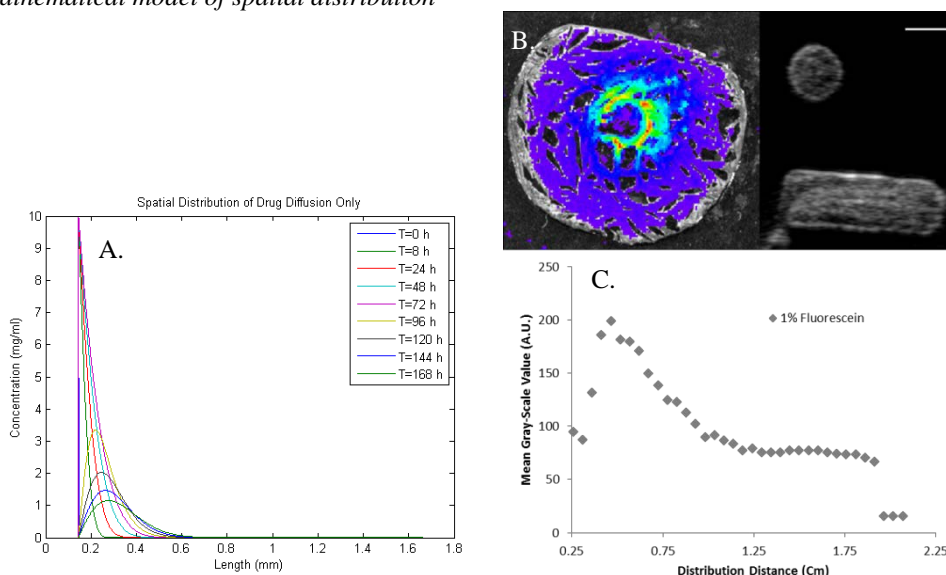 mathematical model of spatial distribution
Spatial Distribution of Drug Diffusion Only
A.
10
9
8
7
6
5
4
3
2
1
0
Concentration (mg/ml)
T=0 h
T=8 h
T=24 h
T=48 h
T=72 h
T=96 h
T=120 h
T=144 h
T=168 h
0 0.2 0.4 0.6 0.8 1 1.2 1.4 1.6 1.8
Length (mm)
B.
C.
250
200
150
100
50
0
Mean Gray-Scale Value (A.U.)
1% Fluorescein
0.25 0.75 1.25 1.75 2.25
Distribution Distance (Cm)